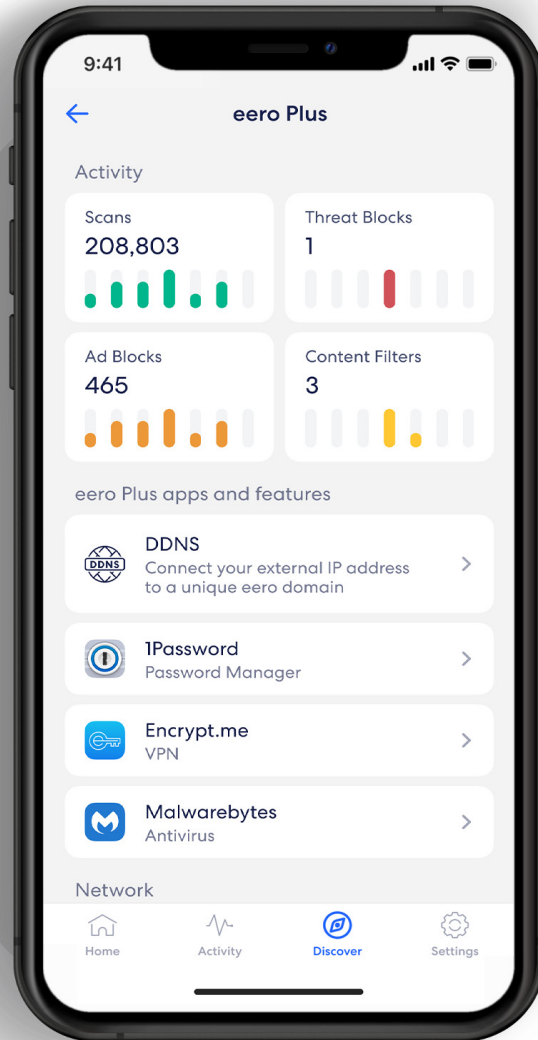 9:41
eero Plus
Activity
Scans
208,803
Threat Blocks
1
Ad Blocks
465
Content Filters
3
eero Plus apps and features
DDNS
DDNS
Connect your external IP address
to a unique eero domain
1Password
Password Manager
Encrypt.me
VPN
Malwarebytes
Antivirus
Network
Home
Activity
Discover
Settings